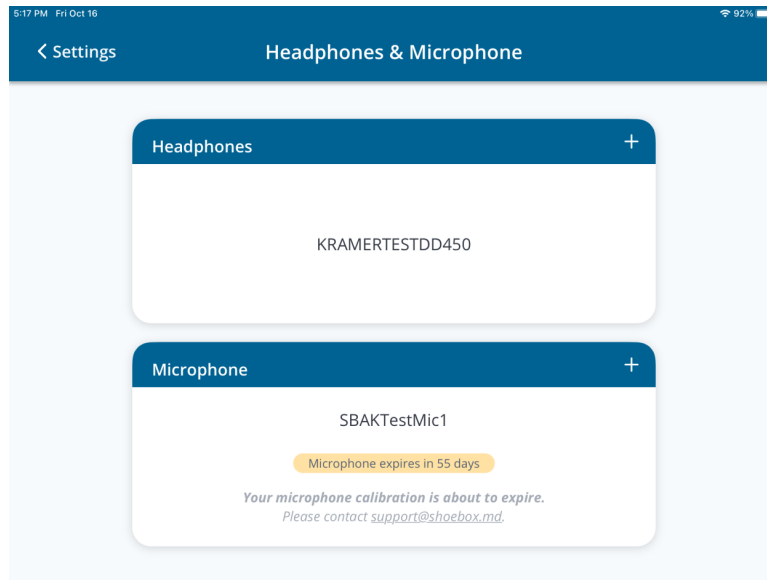 5:17 PM Fri Oct 16 92%
Settings Headphones & Microphone
Headphones
KRAMERTESTDD450
Microphone
SBAKTestMic1
Microphone expires in 55 days
Your microphone calibration is about to expire.
Please contact support@shoebox.md.